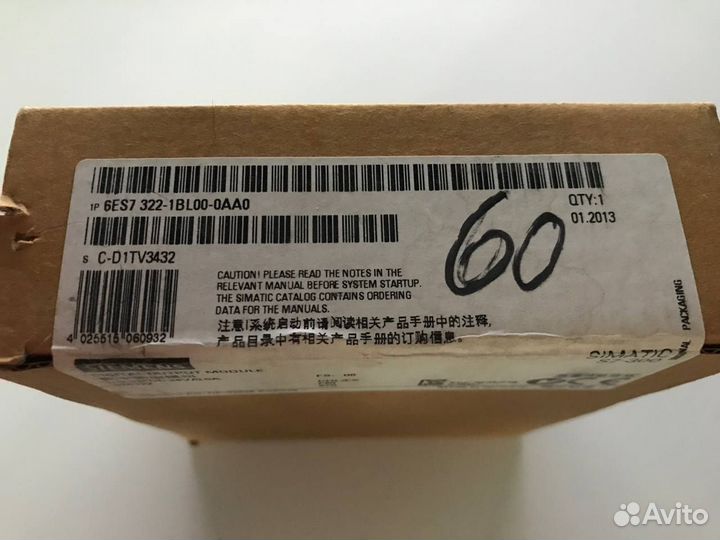 1P 6ES7 322-1BL00-0AA0
QTY:1
01.2013
S C-D1TV3432
60
CAUTION! PLEASE READ THE NOTES IN THE
RELEVANT MANUAL BEFORE SYSTEM STARTUP.
THE SIMATIC CATALOG CONTAINS ORDERING
DATA FOR THE MANUALS.
注意!系统启动前请阅读相关产品手册中的注释,
产品目录中有相关产品手册的订购信息。
4 025515 060932
PACKAGING
SIMATIC
OUTPUT MODULE
Avito